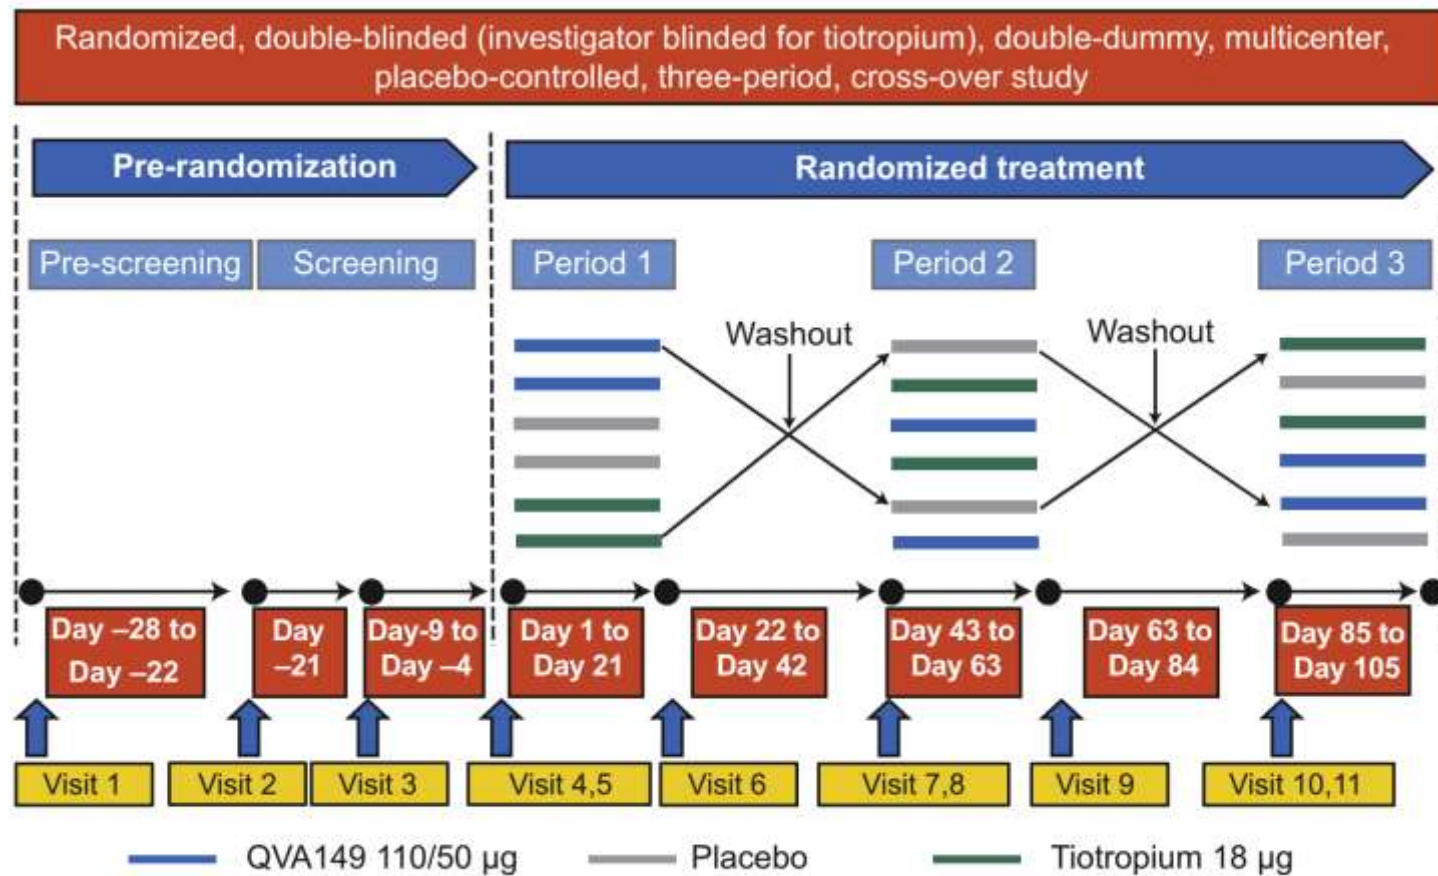 Randomized, double-blinded (investigator blinded for tiotropium), double-dummy, multicenter,
placebo-controlled, three-period, cross-over study
Pre-randomization
Randomized treatment
Pre-screening
Screening
Period 1
Period 2
Period 3
Washout
Washout
Day –28 to
Day –22
Day
–21
Day-9 to
Day –4
Day 1 to
Day 21
Day 22 to
Day 42
Day 43 to
Day 63
Day 63 to
Day 84
Day 85 to
Day 105
Visit 1
Visit 2
Visit 3
Visit 4,5
Visit 6
Visit 7,8
Visit 9
Visit 10,11
QVA149 110/50 µg
Placebo
Tiotropium 18 µg